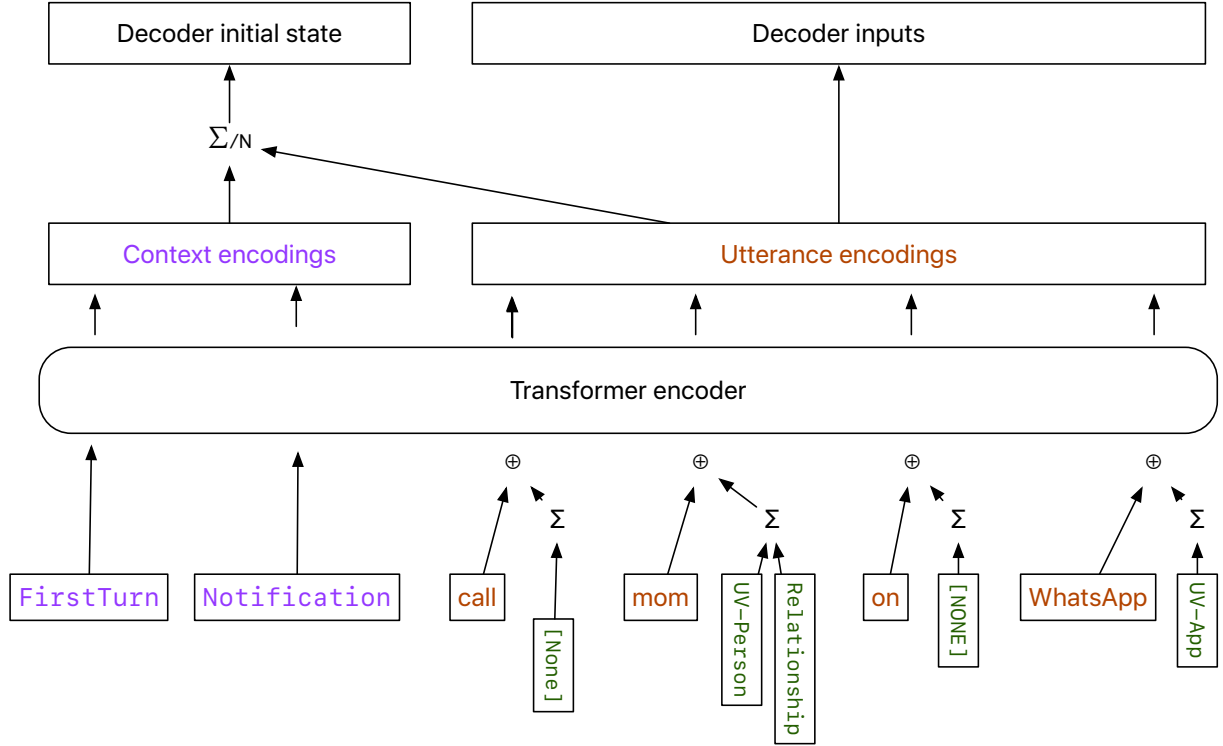 Decoder initial state
Decoder inputs
Σ/N
Context encodings
Utterance encodings
Transformer encoder
⊕
⊕
⊕
⊕
Σ
Σ
Σ
Σ
FirstTurn
Notification
call
[None]
mom
UV-Person
Relationship
on
[NONE]
WhatsApp
UV-App